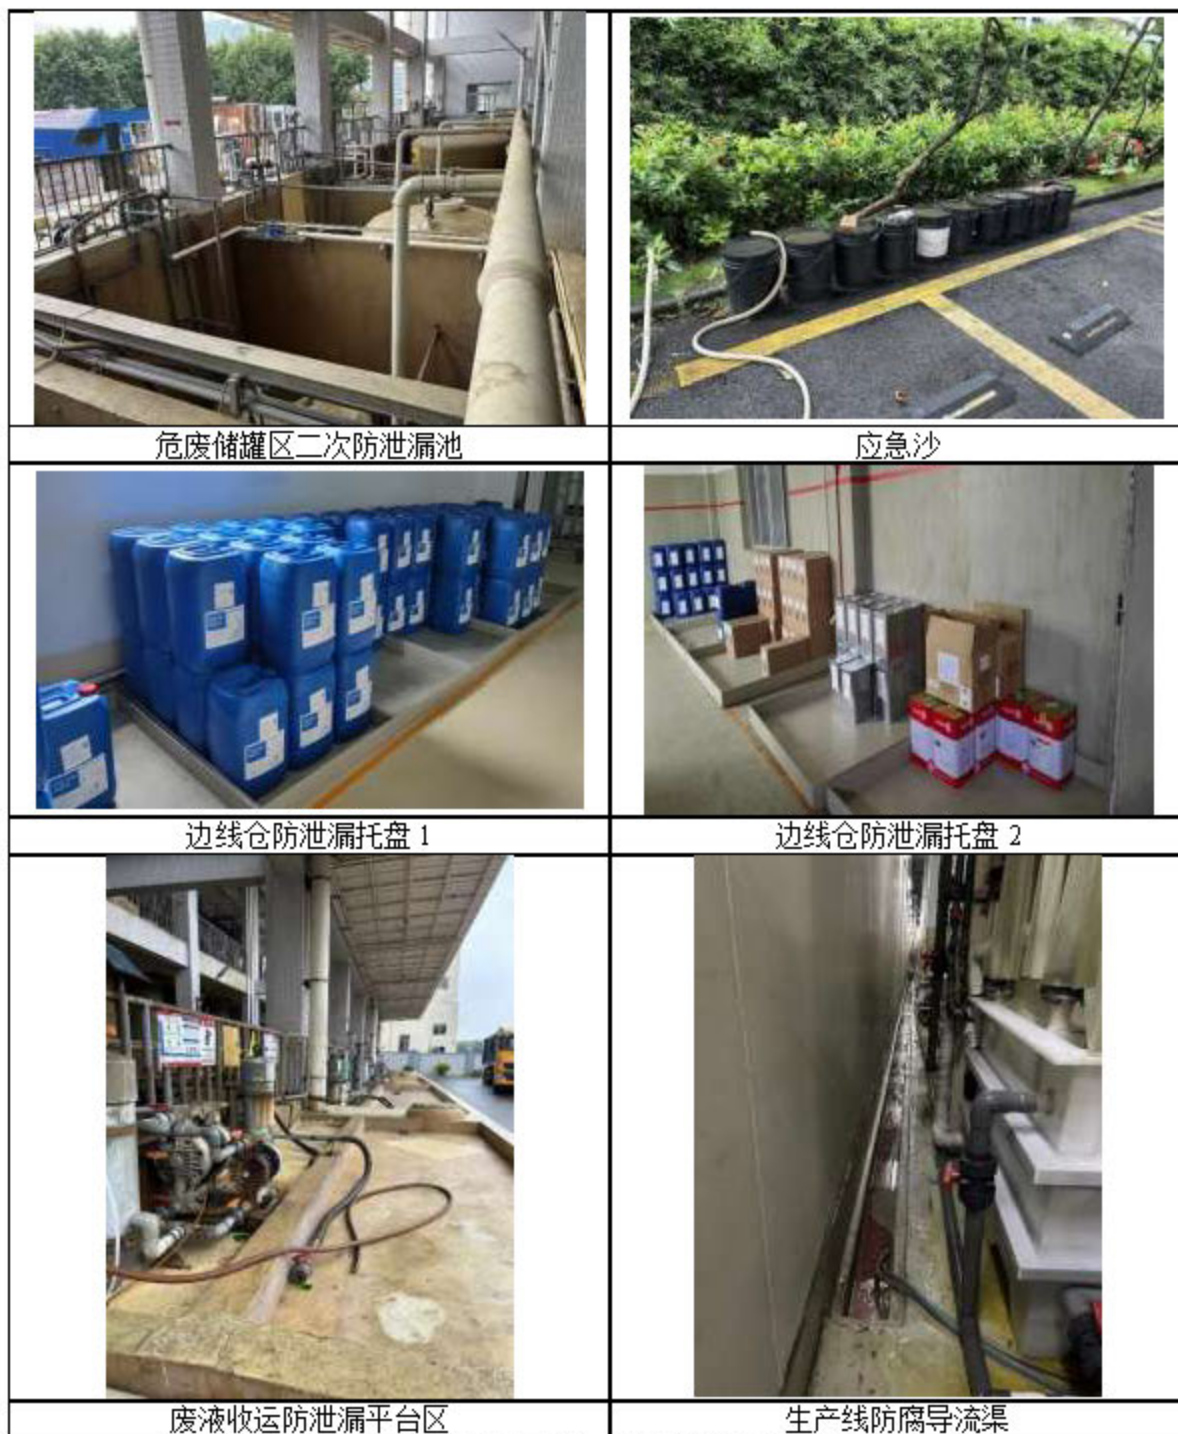 危废储罐区二次防泄漏池
应急沙
边线仓防泄漏托盘 1
边线仓防泄漏托盘 2
废液收运防泄漏平台区
生产线防腐导流渠